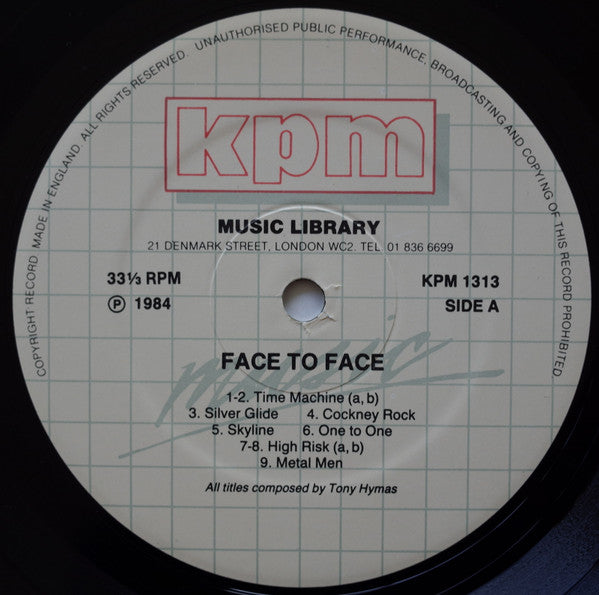 COPYRIGHT RECORD MADE IN ENGLAND. ALL RIGHTS RESERVED. UNAUTHORISED PUBLIC PERFORMANCE, BROADCASTING AND COPYING OF THIS RECORD PROHIBITED
kpm
MUSIC LIBRARY
21 DENMARK STREET, LONDON WC2. TEL 01 836 6699
33⅓ RPM KPM 1313
Ⓟ 1984 SIDE A
music
FACE TO FACE
1-2. Time Machine (a, b)
3. Silver Glide 4. Cockney Rock
5. Skyline 6. One to One
7-8. High Risk (a, b)
9. Metal Men
All titles composed by Tony Hymas